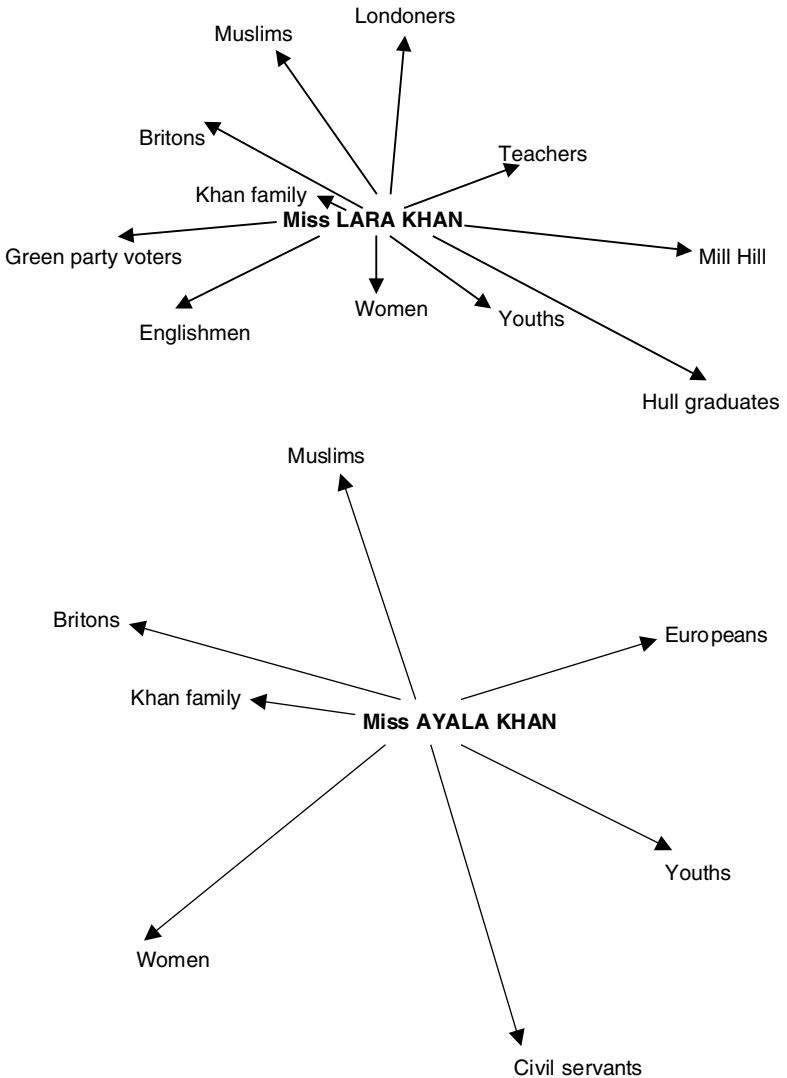 Londoners
Muslims
Britons
Teachers
Khan family
Miss LARA KHAN
Green party voters
Mill Hill
Women
Youths
Englishmen
Hull graduates
Muslims
Britons
Europeans
Khan family
Miss AYALA KHAN
Youths
Women
Civil servants